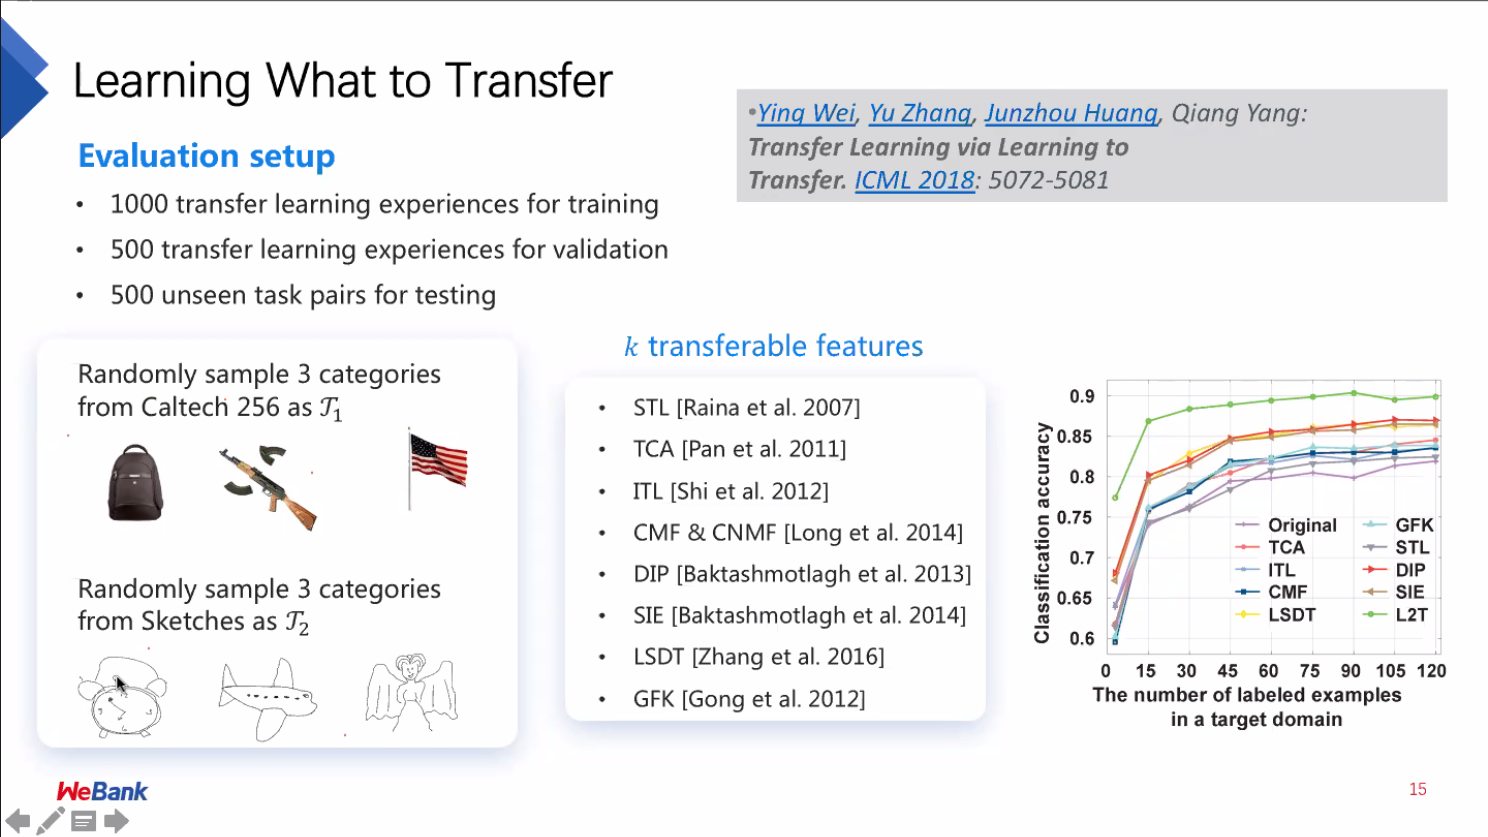 Learning What to Transfer
•Ying Wei, Yu Zhang, Junzhou Huang, Qiang Yang:
Transfer Learning via Learning to
Transfer. ICML 2018: 5072-5081
Evaluation setup
• 1000 transfer learning experiences for training
• 500 transfer learning experiences for validation
• 500 unseen task pairs for testing
Randomly sample 3 categories
from Caltech 256 as 𝒯1
Randomly sample 3 categories
from Sketches as 𝒯2
k transferable features
• STL [Raina et al. 2007]
• TCA [Pan et al. 2011]
• ITL [Shi et al. 2012]
• CMF & CNMF [Long et al. 2014]
• DIP [Baktashmotlagh et al. 2013]
• SIE [Baktashmotlagh et al. 2014]
• LSDT [Zhang et al. 2016]
• GFK [Gong et al. 2012]
Classification accuracy
0.9
0.85
0.8
0.75
0.7
0.65
0.6
Original GFK
TCA STL
ITL DIP
CMF SIE
LSDT L2T
0 15 30 45 60 75 90 105 120
The number of labeled examples
in a target domain
WeBank
15